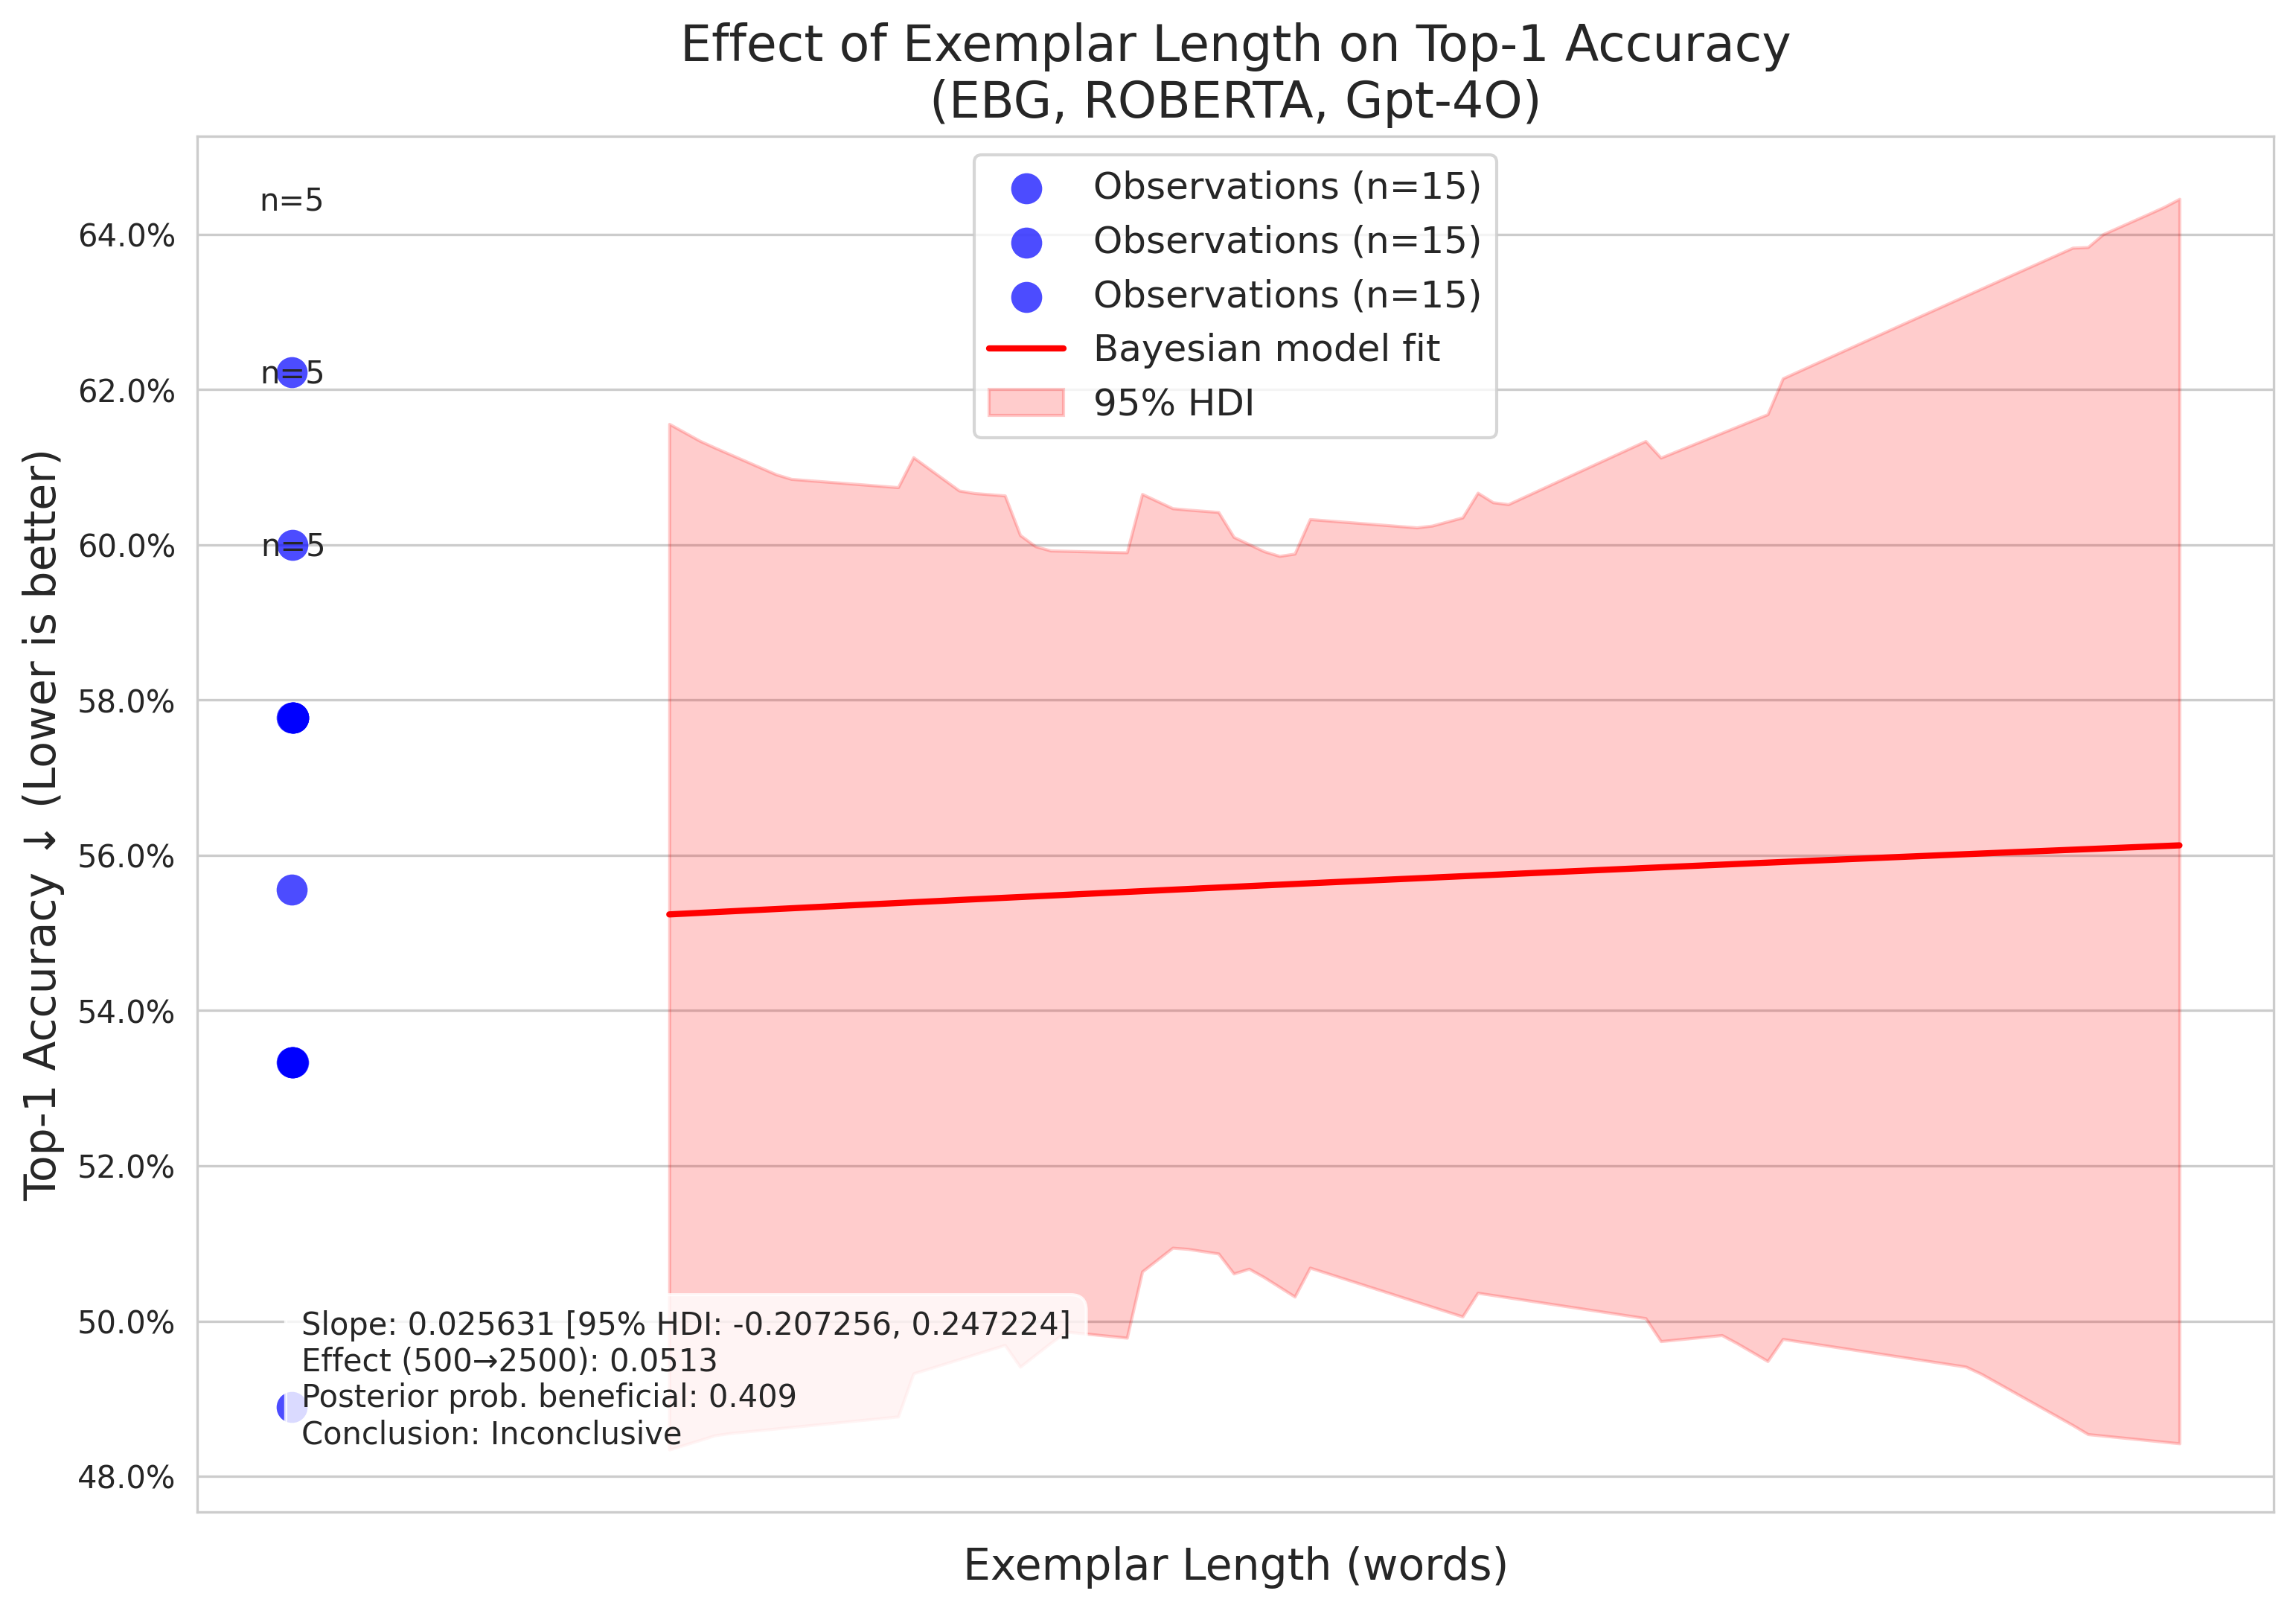 Effect of Exemplar Length on Top-1 Accuracy
(EBG, ROBERTA, Gpt-4O)
Top-1 Accuracy ↓ (Lower is better)
64.0%
62.0%
60.0%
58.0%
56.0%
54.0%
52.0%
50.0%
48.0%
n=5
n=5
n=5
Observations (n=15)
Observations (n=15)
Observations (n=15)
Bayesian model fit
95% HDI
Slope: 0.025631 [95% HDI: -0.207256, 0.247224]
Effect (500→2500): 0.0513
Posterior prob. beneficial: 0.409
Conclusion: Inconclusive
Exemplar Length (words)